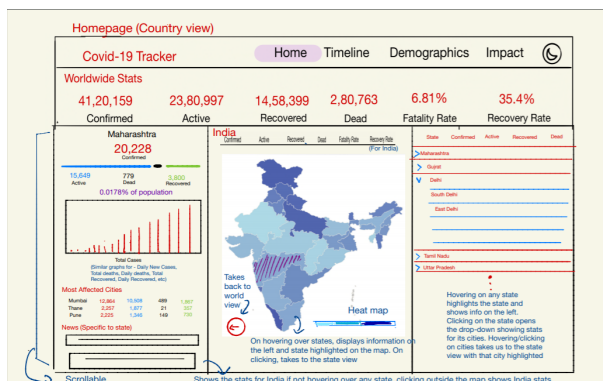 Homepage (Country view)
Covid-19 Tracker
Home
Timeline
Demographics
Impact
Worldwide Stats
41,20,159
23,80,997
14,58,399
2,80,763
6.81%
35.4%
Confirmed
Active
Recovered
Dead
Fatality Rate
Recovery Rate
Maharashtra
20,228
Confirmed
15,649
779
3,800
Active
Dead
Recovered
0.0178% of population
Total Cases
(Similar graphs for - Daily New Cases,
Total deaths, Daily deaths, Total
Recovered, Daily Recovered, etc)
Most Affected Cities
Mumbai 12,864 489
Thane 2,257 1,877 21
Pune 2,225 1,346 149
News (Specific to state)
Scrollable
India
Confirmed Active Recovered Dead Fatality Rate Recovery Rate
(For India)
Takes
back to
world
view
Heat map
On hovering over states, displays information on
the left and state highlighted on the map. On
clicking, takes to the state view
State Confirmed Active Recovered Dead
Maharashtra
Gujrat
Delhi
South Delhi
East Delhi
Tamil Nadu
Uttar Pradesh
Hovering on any state
highlights the state and
shows info on the left.
Clicking on the state opens
the drop-down showing stats
for its cities. Hovering/clicking
on cities takes us to the state
view with that city highlighted
Shows the stats for India if not hovering over any state, clicking outside the map shows India stats